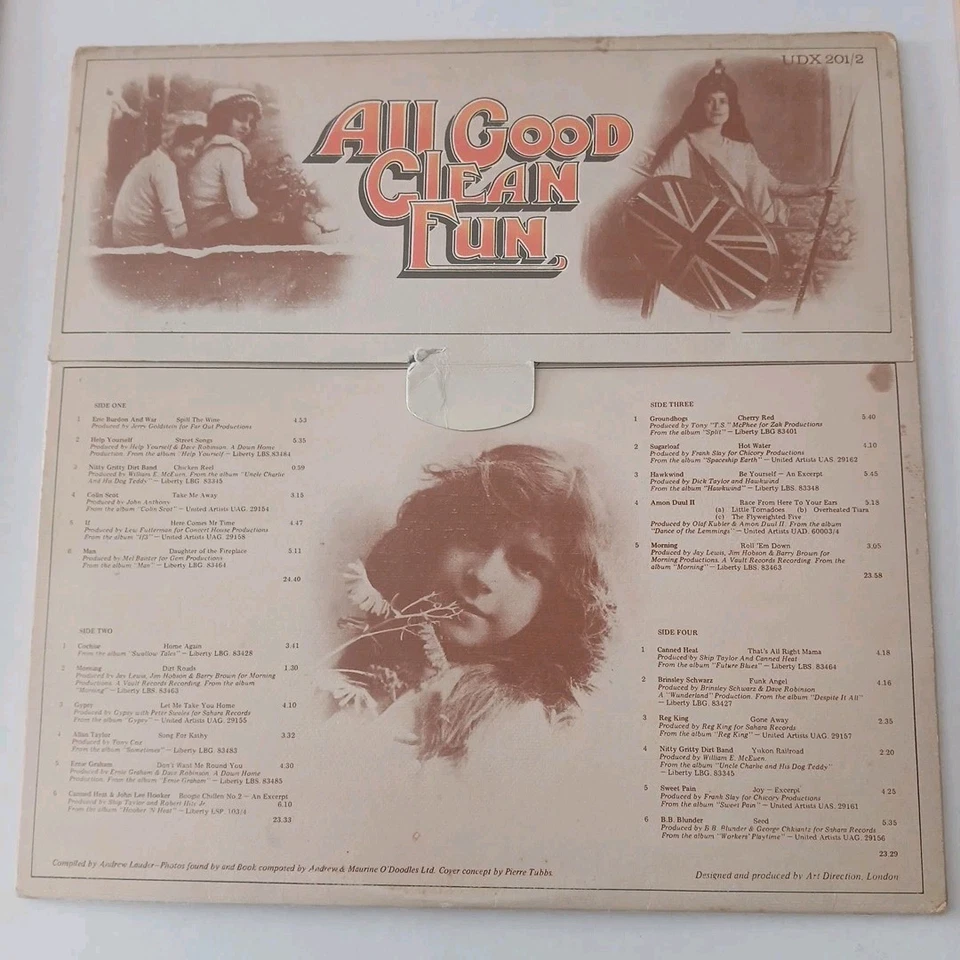 UDX 201/2
All Good
Clean
Fun,
SIDE ONE
1 Eric Burdon And War Spill The Wine 4.53
Produced by Jerry Goldstein for Far Out Productions
2 Help Yourself Street Songs 5.35
Produced by Help Yourself & Dave Robinson. A Down Home
Production. From the album "Help Yourself" – Liberty LBS.83484
3 Nitty Gritty Dirt Band Chicken Reel 0.59
Produced by William E. McEuen. From the album "Uncle Charlie
And His Dog Teddy" – Liberty LBG 83345
4 Colin Scot Take Me Away 3.15
Produced by John Anthony
From the album "Colin Scot" – United Artists UAG. 29154
5 If Here Comes Mr Time 4.47
Produced by Lew Futterman for Concert House Productions
From the album "If3" – United Artists UAG. 29158
6 Man Daughter of the Fireplace 5.11
Produced by Mel Baister for Gem Productions
From the album "Man" – Liberty LBG. 83464
24.40
SIDE TWO
1 Cochise Home Again 3.41
From the album "Swallow Tales" – Liberty LBG. 83428
2 Morning Dirt Roads 1.30
Produced by Jay Lewis, Jim Hobson & Barry Brown for Morning
Productions. A Vault Records Recording. From the album
"Morning" – Liberty LBS. 83463
3 Gypsy Let Me Take You Home 4.10
Produced by Gypsy with Peter Swales for Sahara Records
From the album "Gypsy" – United Artists UAG. 29155
4 Allan Taylor Song For Kathy 3.32
Produced by Tony Cox
From the album "Sometimes" – Liberty LBG. 83483
5 Ernie Graham Don't Want Me Round You 4.30
Produced by Ernie Graham & Dave Robinson. A Down Home
Production. From the album "Ernie Graham" – Liberty LBS. 83485
6 Canned Heat & John Lee Hooker Boogie Chillen No.2 – An Excerpt
Produced by Skip Taylor and Robert Hite Jr 6.10
From the album "Hooker 'N Heat" – Liberty LSP. 103/4
23.33
SIDE THREE
1 Groundhogs Cherry Red 5.40
Produced by Tony "T.S." McPhee for Zak Productions
From the album "Split" – Liberty LBG 83401
2 Sugarloaf Hot Water 4.10
Produced by Frank Slay for Chicory Productions
From the album "Spaceship Earth" – United Artists UAS. 29162
3 Hawkwind Be Yourself – An Excerpt 5.45
Produced by Dick Taylor and Hawkwind
From the album "Hawkwind" – Liberty LBS. 83348
4 Amon Duul II Race From Here To Your Ears 5.18
(a) Little Tornadoes (b) Overheated Tiara
(c) The Flyweighted Five
Produced by Olaf Kubler & Amon Duul II. From the album
"Dance of the Lemmings" – United Artists UAD. 60003/4
5 Morning Roll 'Em Down 3.05
Produced by Jay Lewis, Jim Hobson & Barry Brown for
Morning Productions. A Vault Records Recording. From the
album "Morning" – Liberty LBS. 83463
23.58
SIDE FOUR
1 Canned Heat That's All Right Mama 4.18
Produced by Skip Taylor And Canned Heat
From the album "Future Blues" – Liberty LBS. 83464
2 Brinsley Schwarz Funk Angel 4.16
Produced by Brinsley Schwarz & Dave Robinson
A "Wunderland" Production. From the album "Despite It All"
– Liberty LBG. 83427
3 Reg King Gone Away 2.35
Produced by Reg King for Sahara Records
From the album "Reg King" – United Artists UAG. 29157
4 Nitty Gritty Dirt Band Yukon Railroad 2.20
Produced by William E. McEuen.
From the album "Uncle Charlie and His Dog Teddy"
– Liberty LBG. 83345
5 Sweet Pain Joy – Excerpt 4.25
Produced by Frank Slay for Chicory Productions
From the album "Sweet Pain" – United Artists UAS. 29161
6 B.B. Blunder Seed 5.35
Produced by B.B. Blunder & George Chkiantz for Sahara Records
From the album "Workers' Playtime" – United Artists UAG. 29156
23.29
Compiled by Andrew Lauder–Photos found by and Book computed by Andrew & Maurine O'Doodles Ltd. Cover concept by Pierre Tubbs.
Designed and produced by Art Direction, London